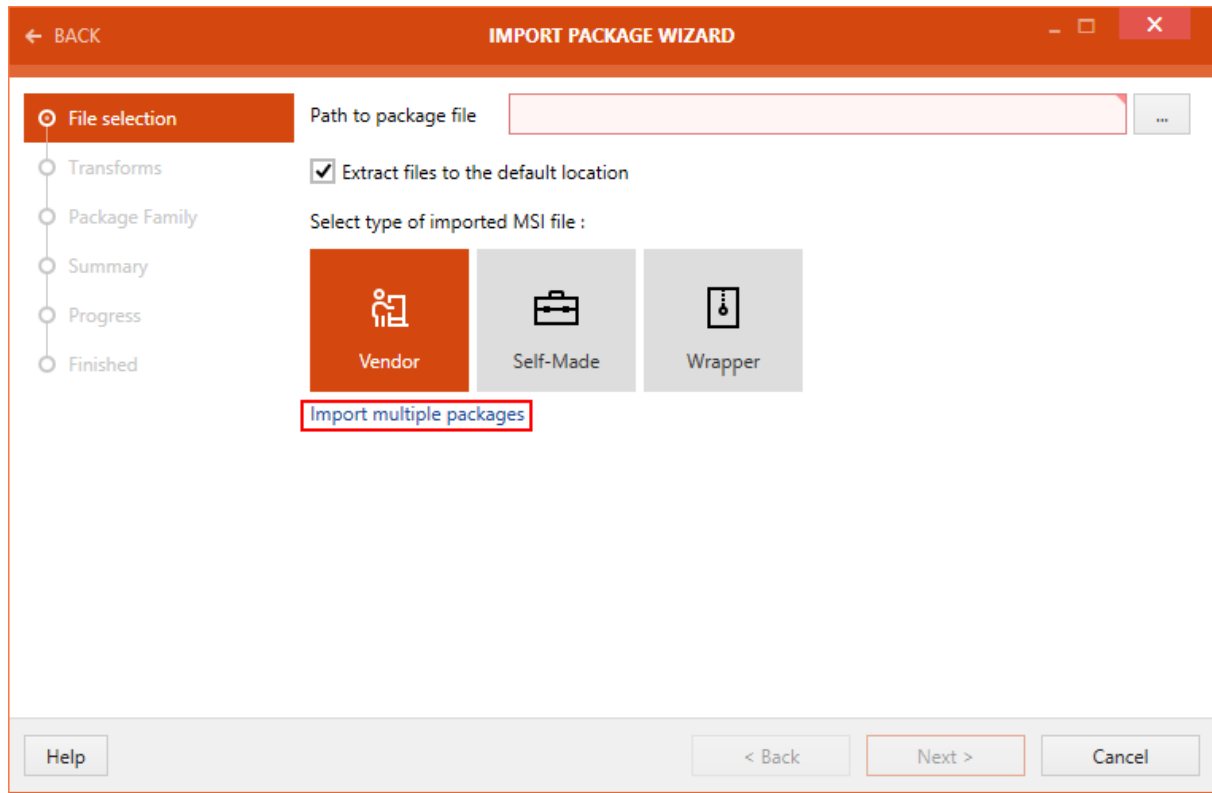 ← BACK
IMPORT PACKAGE WIZARD
File selection
Transforms
Package Family
Summary
Progress
Finished
Path to package file
...
Extract files to the default location
Select type of imported MSI file :
Vendor
Self-Made
Wrapper
Import multiple packages
Help
< Back
Next >
Cancel